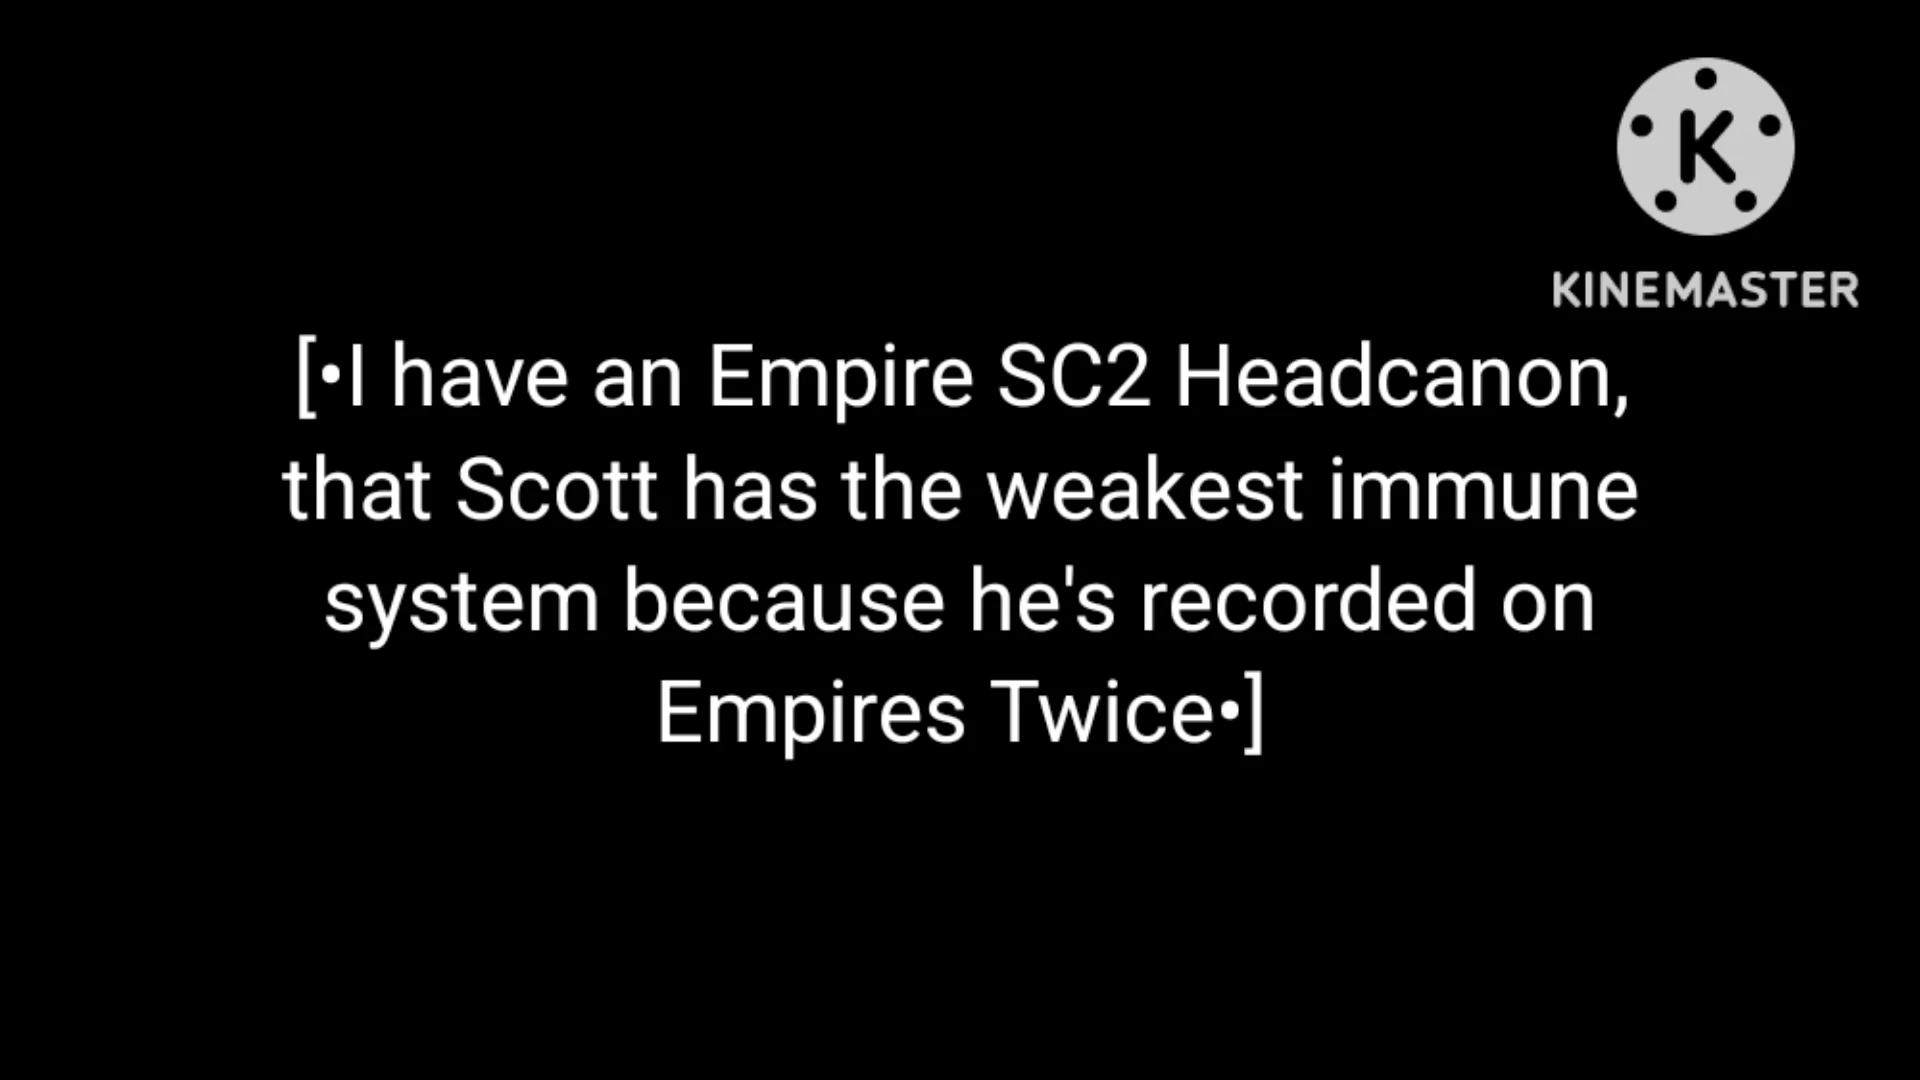 K
KINEMASTER
[•I have an Empire SC2 Headcanon,
that Scott has the weakest immune
system because he's recorded on
Empires Twice•]